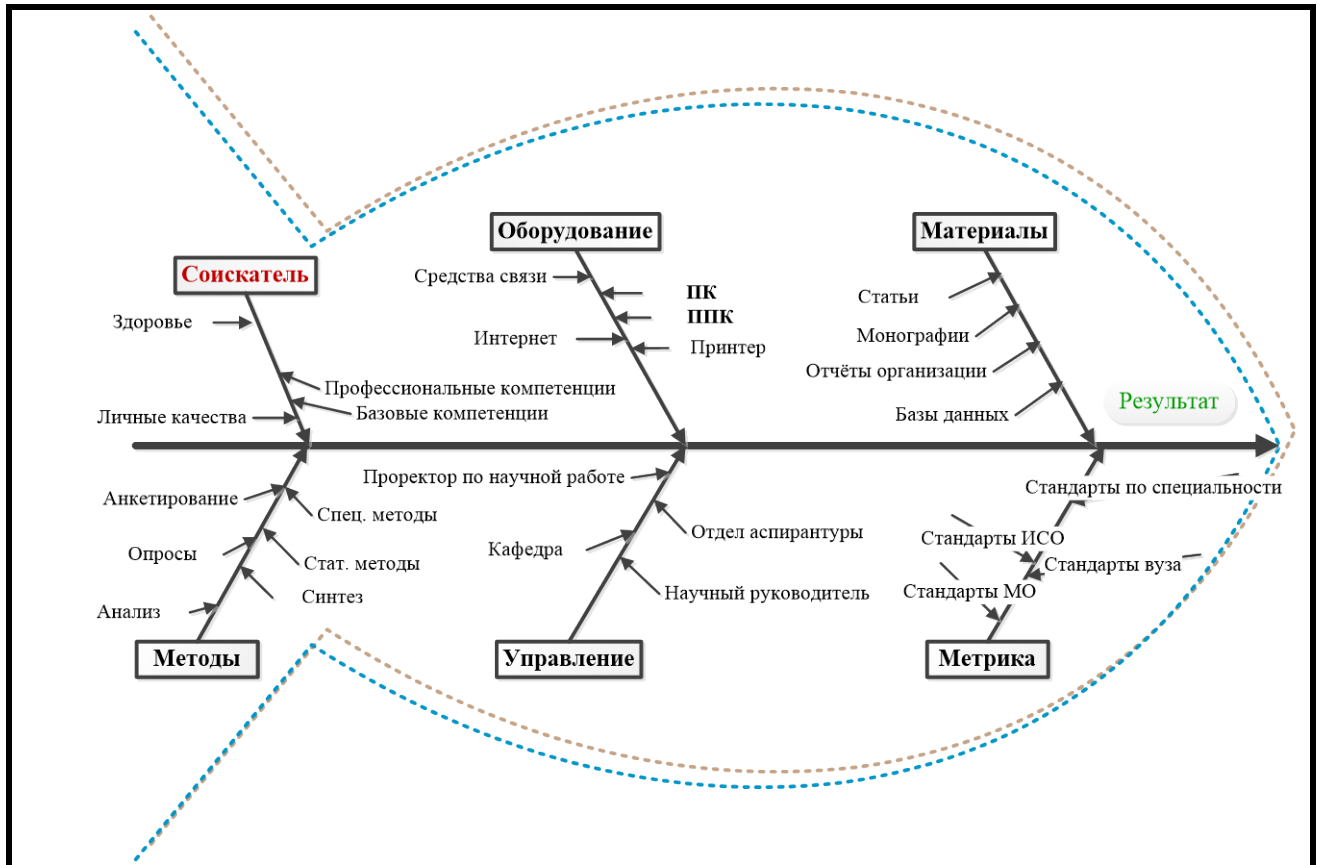 Оборудование
Материалы
Соискатель
Средства связи
ПК
Статьи
Здоровье
ППК
Монографии
Интернет
Принтер
Отчёты организации
Профессиональные компетенции
Базовые компетенции
Личные качества
Базы данных
Результат
Проректор по научной работе
Стандарты по специальности
Анкетирование
Спец. методы
Отдел аспирантуры
Стандарты ИСО
Опросы
Кафедра
Стат. методы
Стандарты вуза
Синтез
Научный руководитель
Стандарты МО
Анализ
Методы
Управление
Метрика